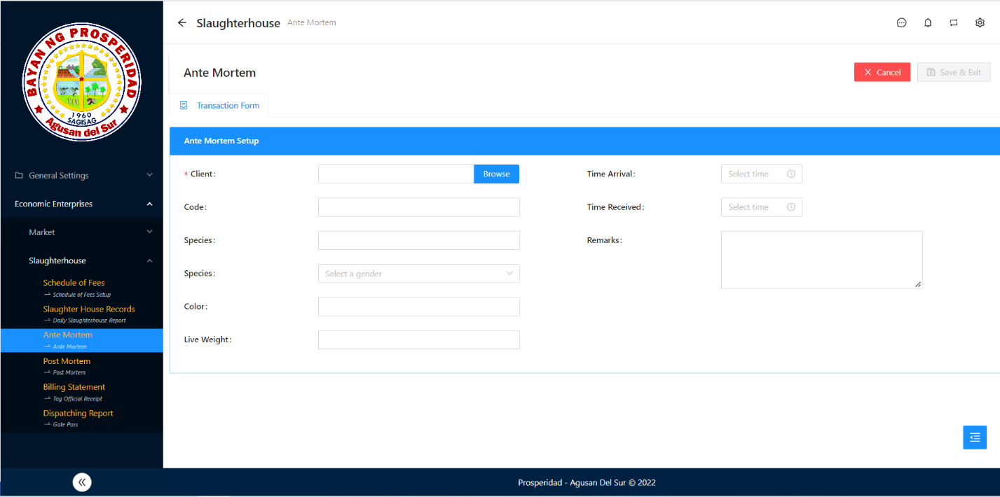 BAYAN NG PROSPERIDAD
1960
SAGISAG
Agusan del Sur
General Settings
Economic Enterprises
Market
Slaughterhouse
Schedule of Fees
Schedule of Fees Setup
Slaughter House Records
Daily Slaughterhouse Report
Ante Mortem
Ante Mortem
Post Mortem
Post Mortem
Billing Statement
Tag Official Receipt
Dispatching Report
Gate Pass
Slaughterhouse Ante Mortem
Ante Mortem
Cancel
Save & Exit
Transaction Form
Ante Mortem Setup
* Client: Browse
Code:
Species:
Species: Select a gender
Color:
Live Weight:
Time Arrival: Select time
Time Received: Select time
Remarks:
Prosperidad - Agusan Del Sur © 2022